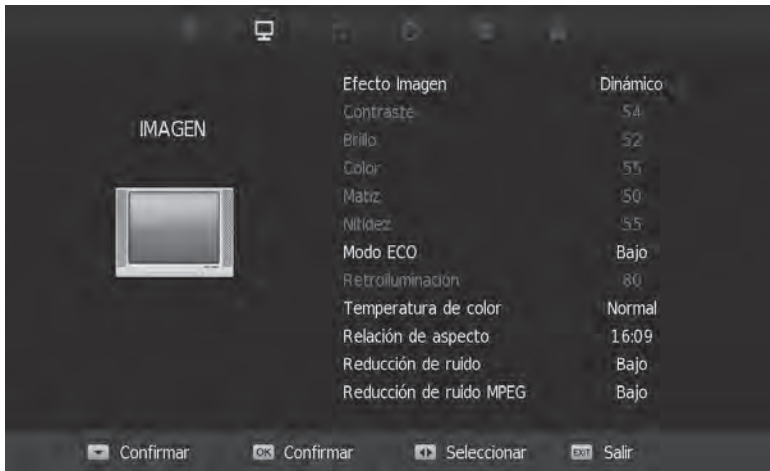 IMAGEN
Efecto Imagen Dinámico
Contraste 54
Brillo 52
Color 55
Matiz 50
Nitidez 55
Modo ECO Bajo
Retroiluminación 80
Temperatura de color Normal
Relación de aspecto 16:09
Reducción de ruido Bajo
Reducción de ruido MPEG Bajo
Confirmar OK Confirmar Seleccionar EXIT Salir